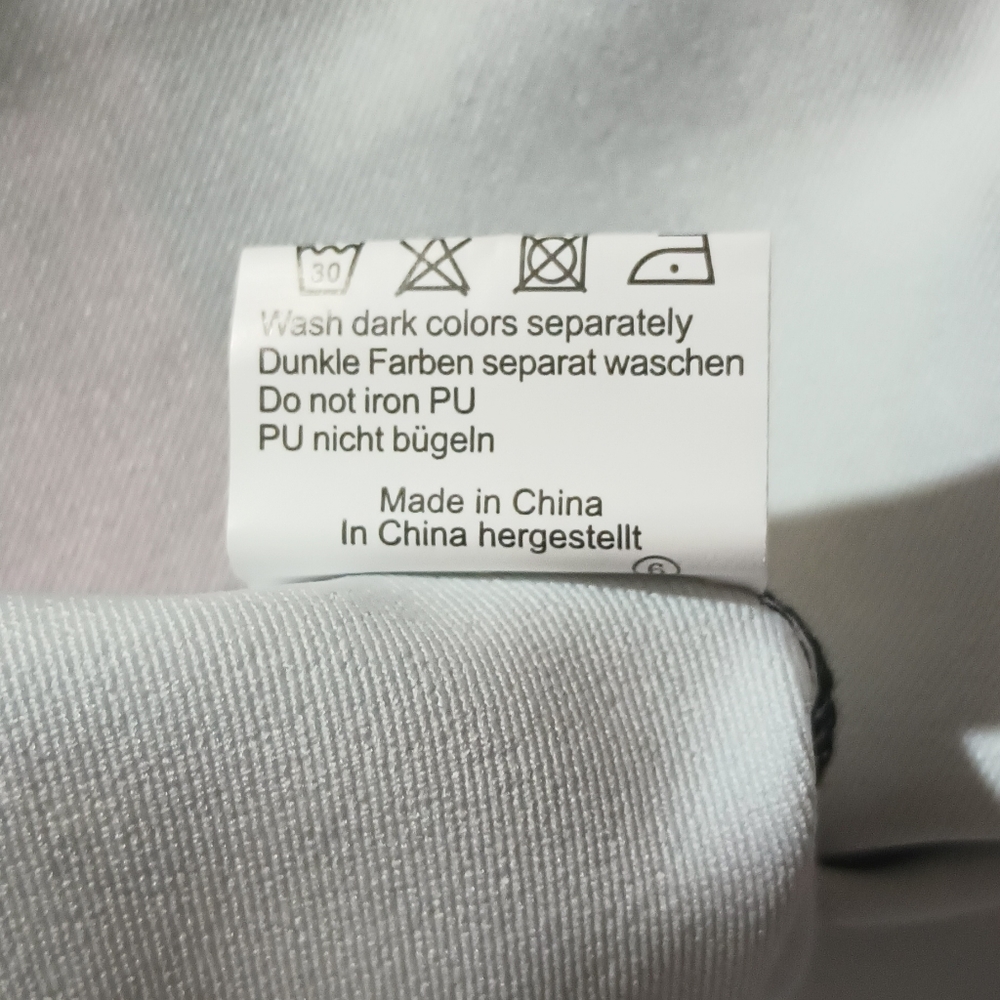 30
Wash dark colors separately
Dunkle Farben separat waschen
Do not iron PU
PU nicht bügeln
Made in China
In China hergestellt
6